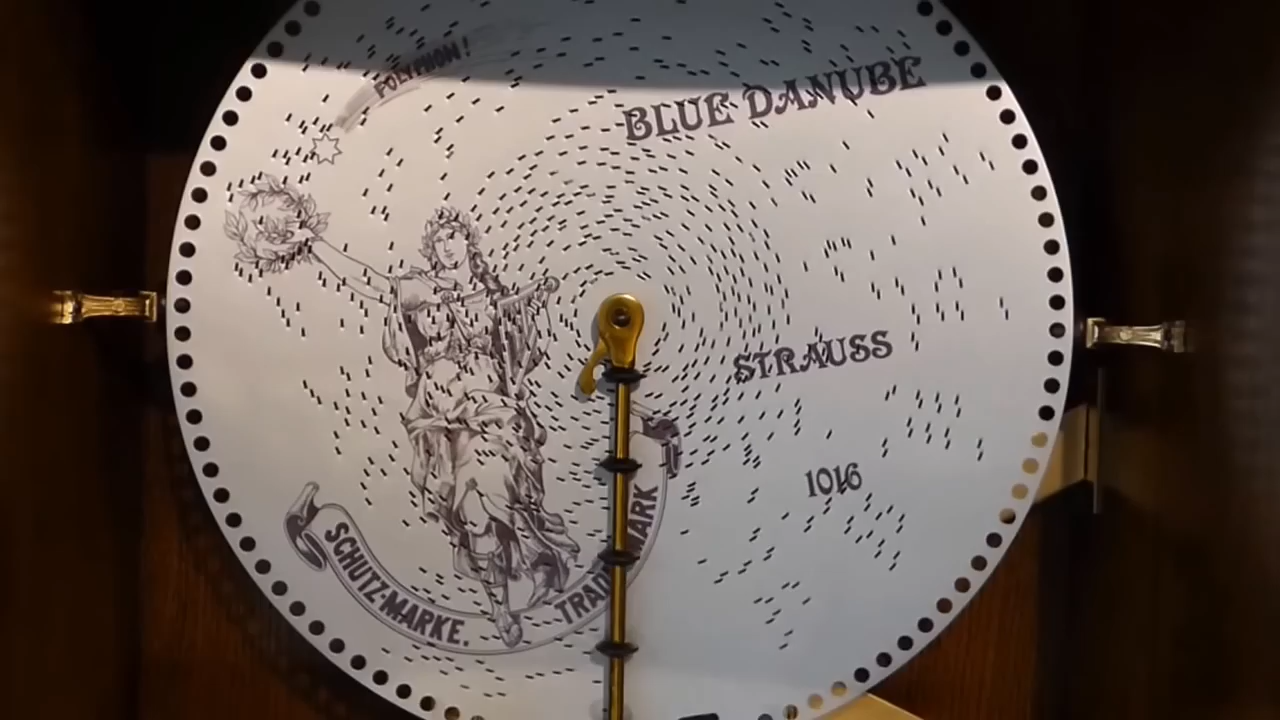 POLYPHON!
BLUE DANUBE
STRAUSS
1016
SCHUTZ-MARKE.
TRADE MARK